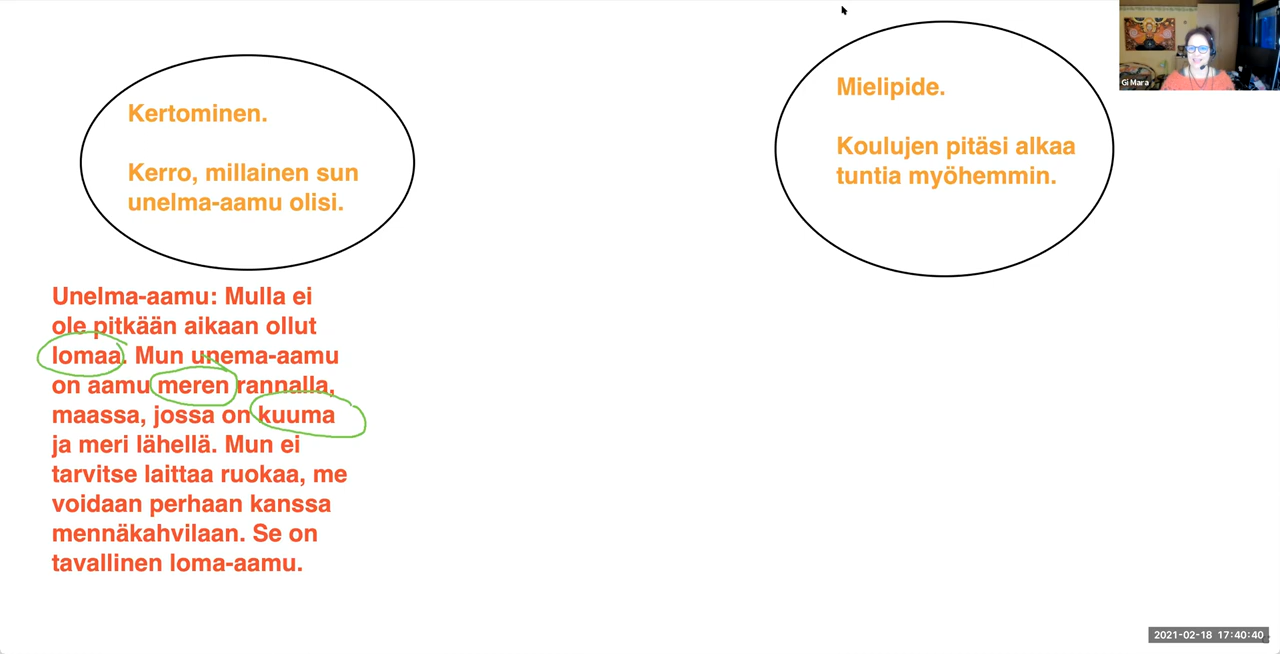 Kertominen.
Kerro, millainen sun
unelma-aamu olisi.
Unelma-aamu: Mulla ei
ole pitkään aikaan ollut
lomaa. Mun unema-aamu
on aamu meren rannalla,
maassa, jossa on kuuma
ja meri lähellä. Mun ei
tarvitse laittaa ruokaa, me
voidaan perhaan kanssa
mennäkahvilaan. Se on
tavallinen loma-aamu.
Mielipide.
Koulujen pitäsi alkaa
tuntia myöhemmin.
Gi Mara
2021-02-18 17:40:40